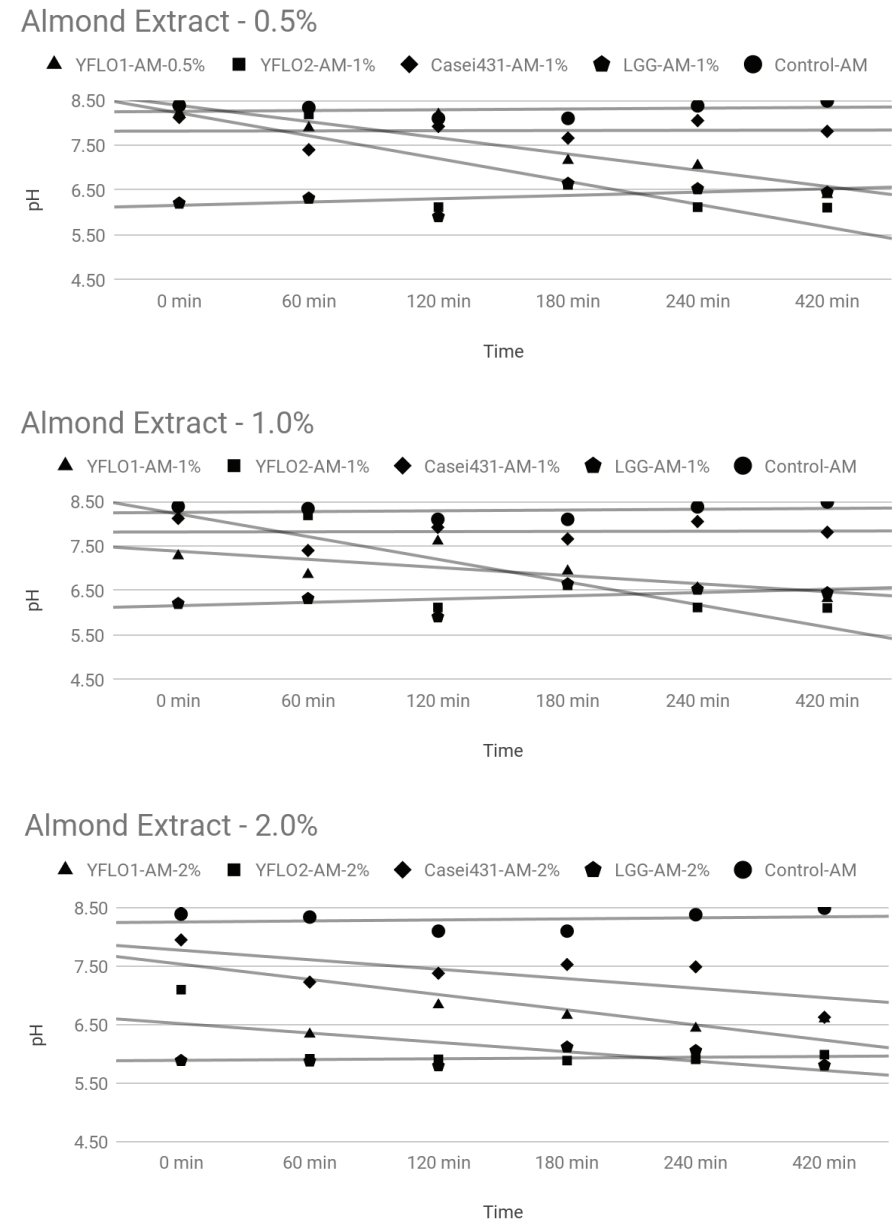 Almond Extract - 0.5%
YFLO1-AM-0.5% YFLO2-AM-1% Casei431-AM-1% LGG-AM-1% Control-AM
8.50
7.50
6.50
5.50
4.50
pH
0 min 60 min 120 min 180 min 240 min 420 min
Time
Almond Extract - 1.0%
YFLO1-AM-1% YFLO2-AM-1% Casei431-AM-1% LGG-AM-1% Control-AM
8.50
7.50
6.50
5.50
4.50
pH
0 min 60 min 120 min 180 min 240 min 420 min
Time
Almond Extract - 2.0%
YFLO1-AM-2% YFLO2-AM-2% Casei431-AM-2% LGG-AM-2% Control-AM
8.50
7.50
6.50
5.50
4.50
pH
0 min 60 min 120 min 180 min 240 min 420 min
Time